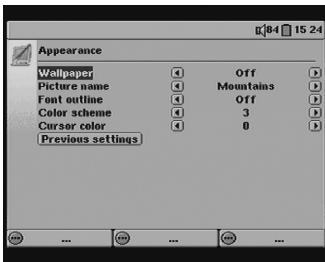 84 15 24
Appearance
Wallpaper Off
Picture name Mountains
Font outline Off
Color scheme 3
Cursor color 0
Previous settings
... ... ...